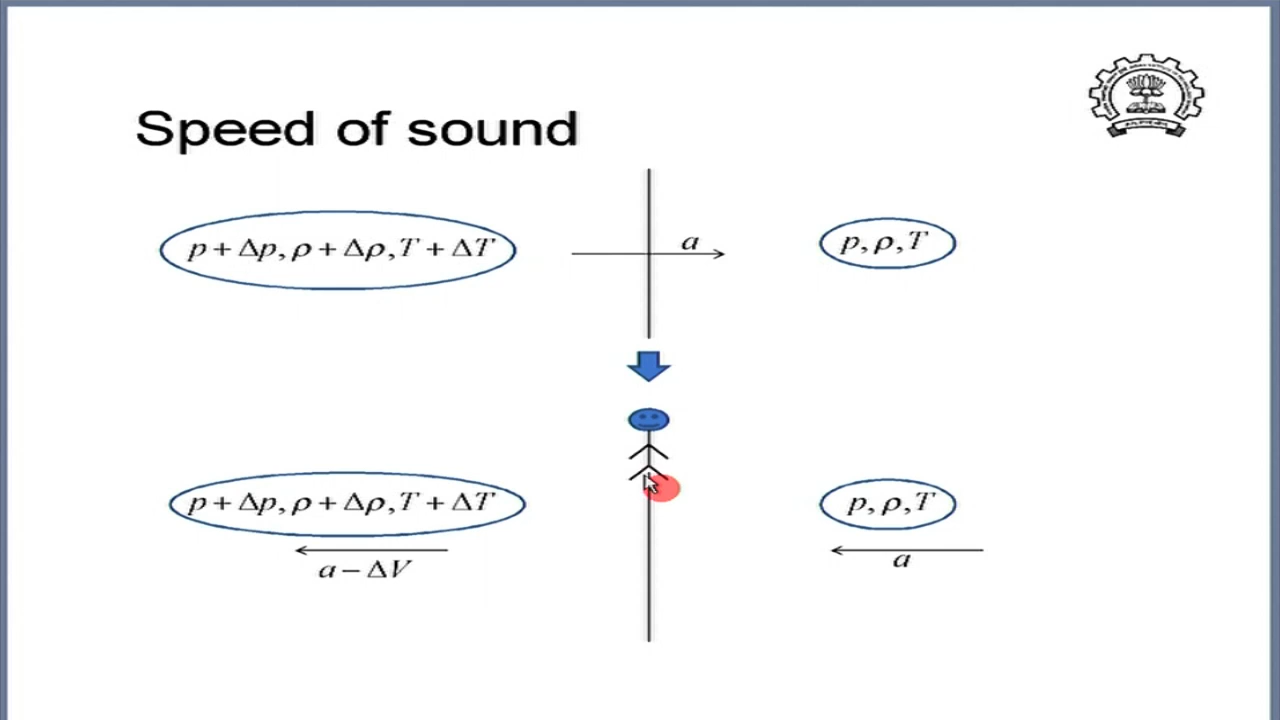 Speed of sound
p + Δp, ρ + Δρ, T + ΔT
a
p, ρ, T
p + Δp, ρ + Δρ, T + ΔT
p, ρ, T
a − ΔV
a